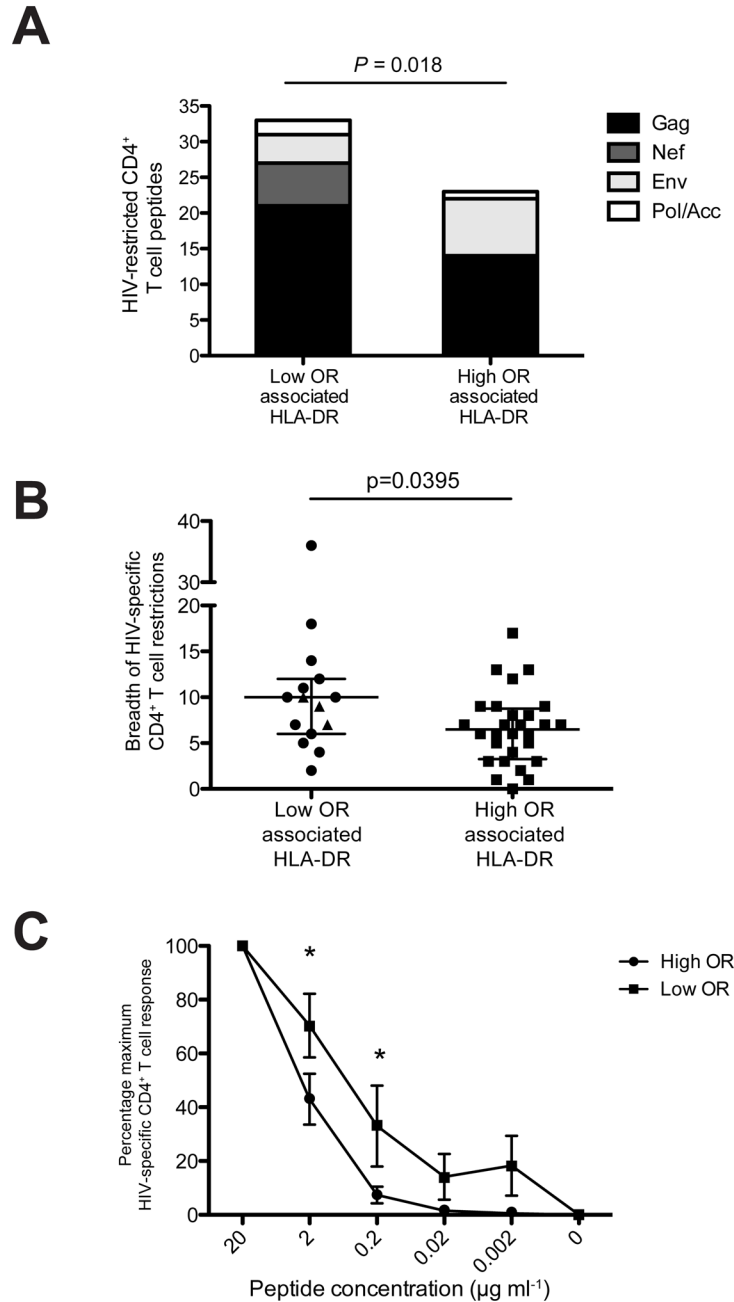 A
P = 0.018
HIV-restricted CD4⁺
T cell peptides
35
30
25
20
15
10
5
0
Low OR
associated
HLA-DR
High OR
associated
HLA-DR
Gag
Nef
Env
Pol/Acc
B
p=0.0395
Breadth of HIV-specific
CD4⁺ T cell restrictions
40
30
20
15
10
5
0
Low OR
associated
HLA-DR
High OR
associated
HLA-DR
C
Percentage maximum
HIV-specific CD4⁺ T cell response
100
80
60
40
20
0
*
*
High OR
Low OR
20
2
0.2
0.02
0.002
0
Peptide concentration (µg ml⁻¹)